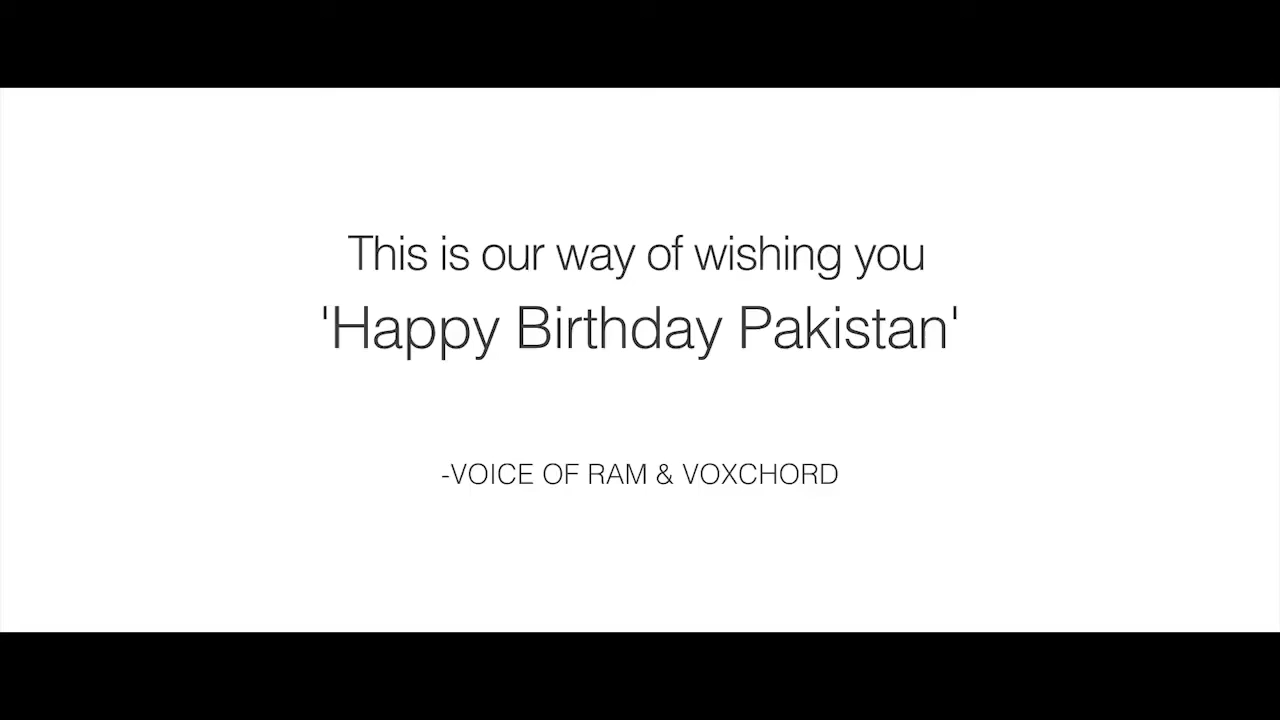 This is our way of wishing you
'Happy Birthday Pakistan'
-VOICE OF RAM & VOXCHORD